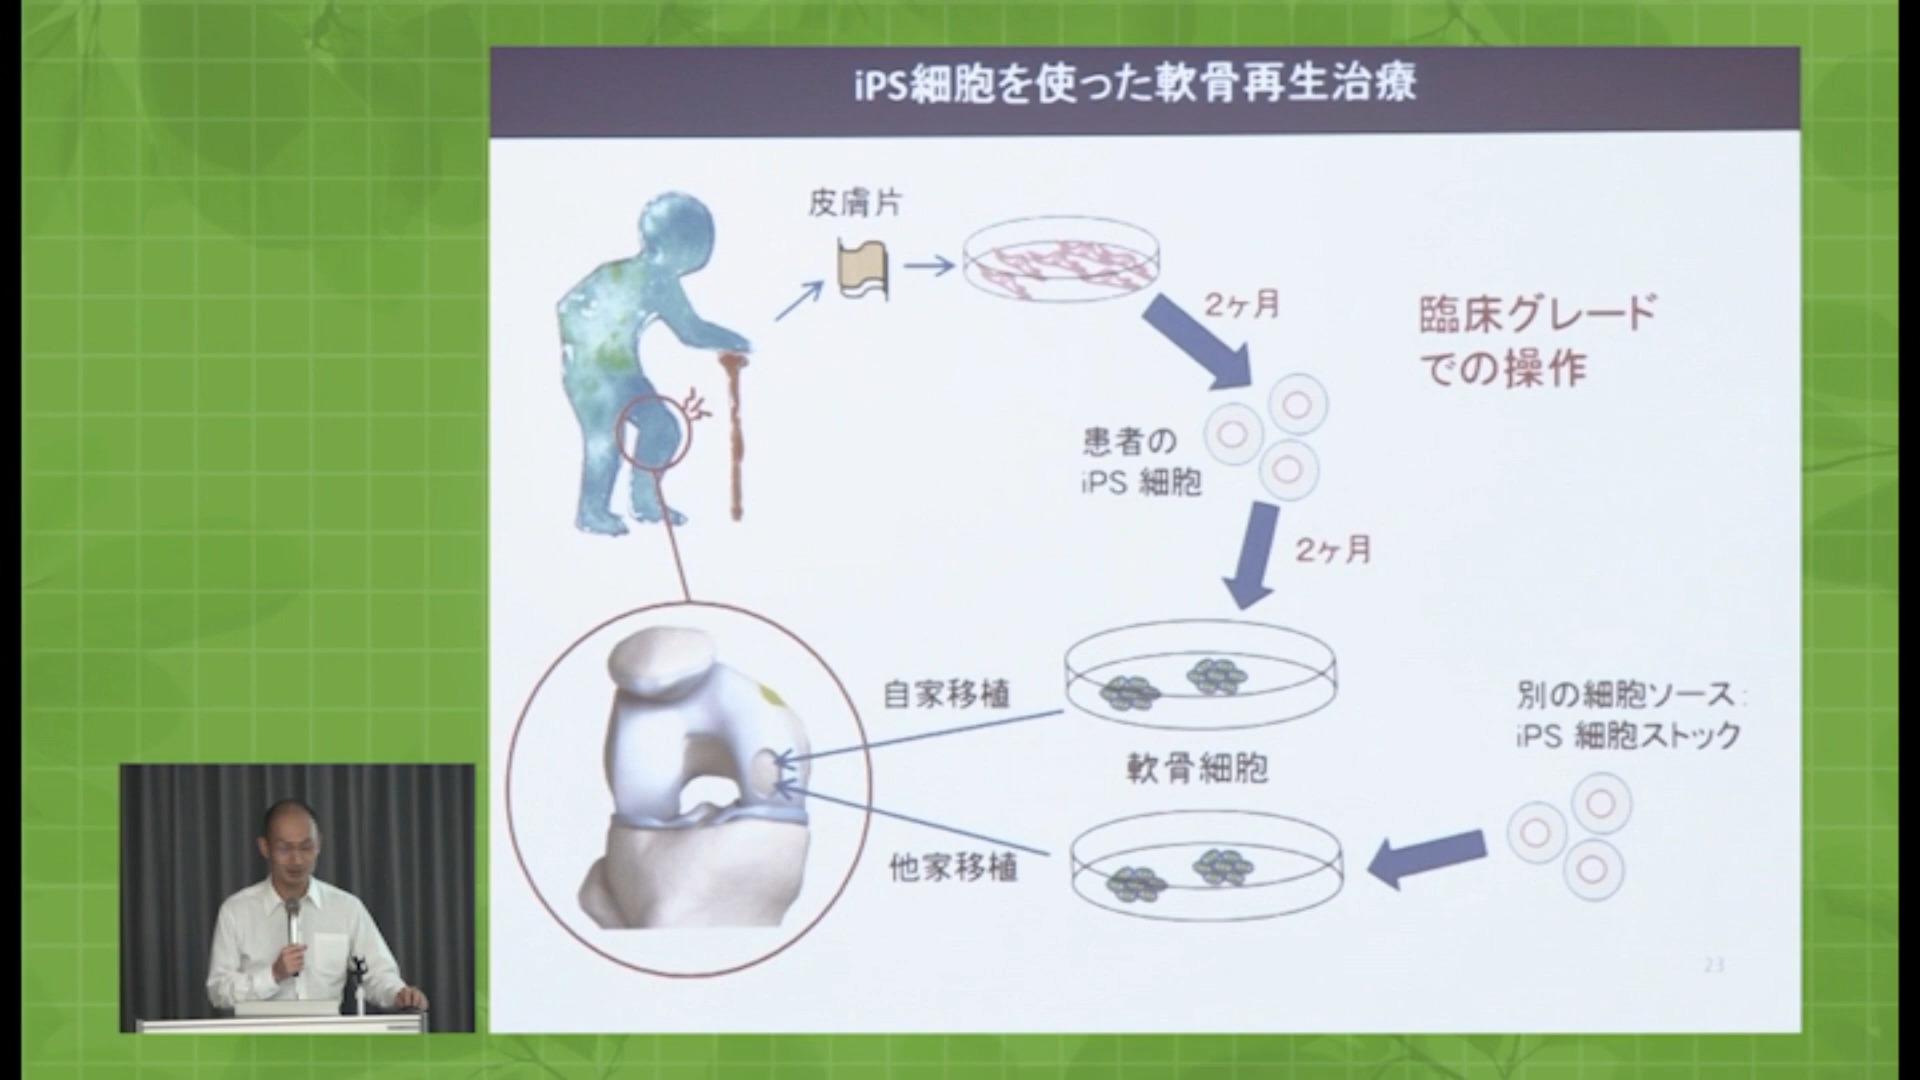 iPS細胞を使った軟骨再生治療
皮膚片
2ヶ月
臨床グレード
での操作
患者の
iPS 細胞
2ヶ月
自家移植
別の細胞ソース:
iPS 細胞ストック
軟骨細胞
他家移植
23